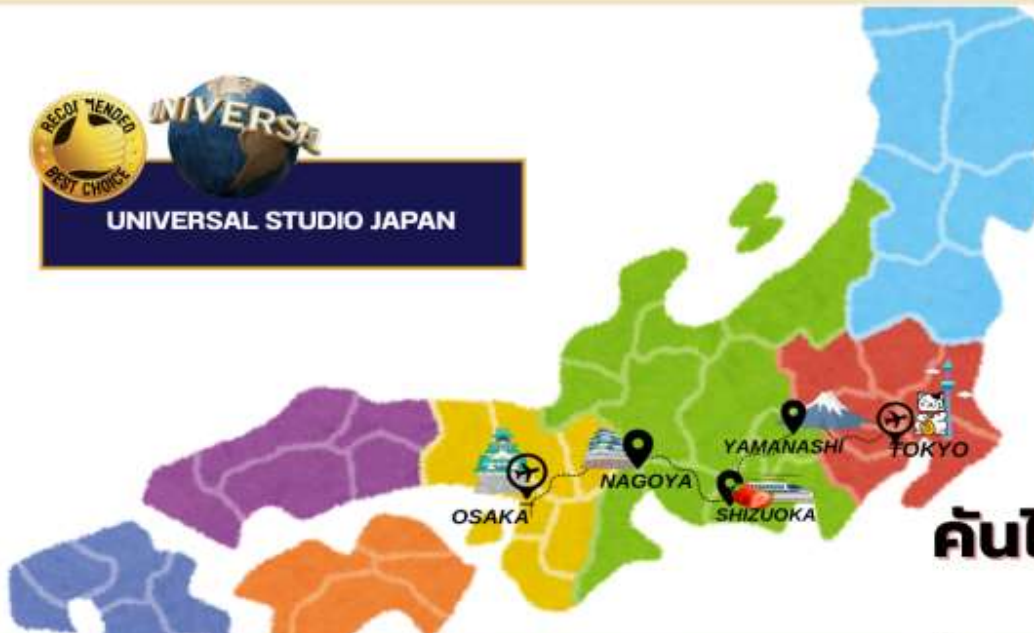 RECOMMENDED
BEST CHOICE
UNIVERSAL
UNIVERSAL STUDIO JAPAN
YAMANASHI
TOKYO
NAGOYA
OSAKA
SHIZUOKA